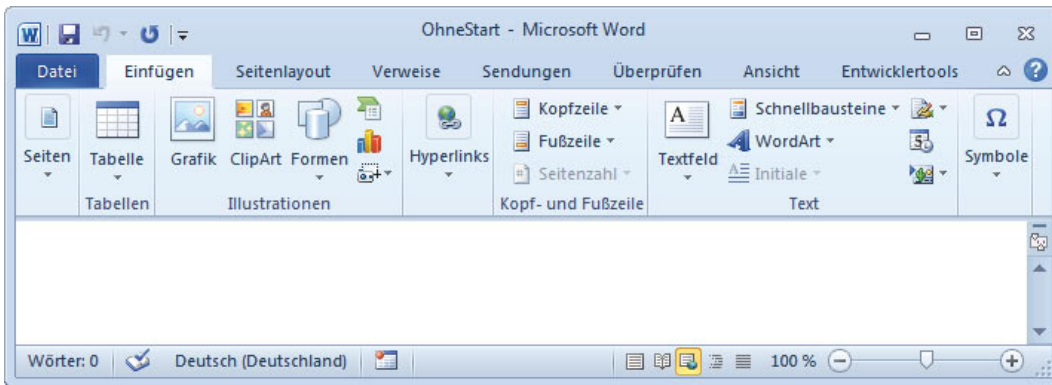 OhneStart - Microsoft Word
Datei Einfügen Seitenlayout Verweise Sendungen Überprüfen Ansicht Entwicklertools
Seiten
Tabelle
Grafik
ClipArt
Formen
Hyperlinks
Kopfzeile
Fußzeile
Seitenzahl
A
Textfeld
Schnellbausteine
WordArt
Initiale
Ω
Symbole
Tabellen Illustrationen Kopf- und Fußzeile Text
Wörter: 0 Deutsch (Deutschland) 100 %